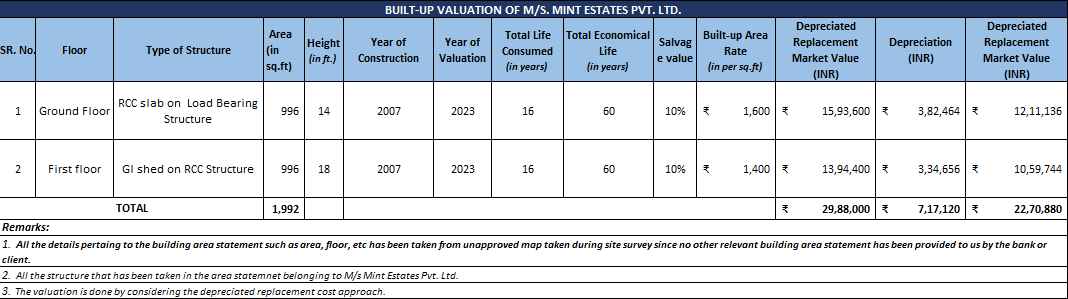 BUILT-UP VALUATION OF M/S. MINT ESTATES PVT. LTD.
SR. No. Floor Type of Structure Area (in sq.ft) Height (in ft.) Year of Construction Year of Valuation Total Life Consumed (in years) Total Economical Life (in years) Salvag e value Built-up Area Rate (in per sq.ft) Depreciated Replacement Market Value (INR) Depreciation (INR) Depreciated Replacement Market Value (INR)
1 Ground Floor RCC slab on Load Bearing Structure 996 14 2007 2023 16 60 10% ₹ 1,600 ₹ 15,93,600 ₹ 3,82,464 ₹ 12,11,136
2 First floor GI shed on RCC Structure 996 18 2007 2023 16 60 10% ₹ 1,400 ₹ 13,94,400 ₹ 3,34,656 ₹ 10,59,744
TOTAL 1,992 ₹ 29,88,000 ₹ 7,17,120 ₹ 22,70,880
Remarks:
1. All the details pertaining to the building area statement such as area, floor, etc has been taken from unapproved map taken during site survey since no other relevant building area statement has been provided to us by the bank or
client.
2. All the structure that has been taken in the area statemnet belonging to M/s Mint Estates Pvt. Ltd.
3. The valuation is done by considering the depreciated replacement cost approach.